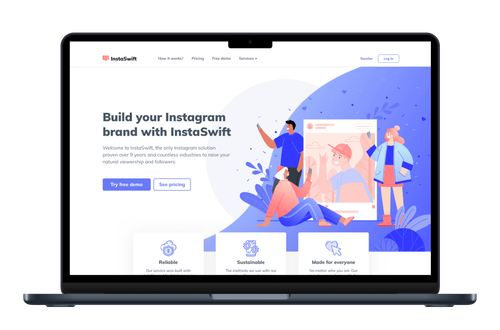 InstaSwift
How it works?
Pricing
Free demo
Services
Reseller
Log in
Build your Instagram
brand with InstaSwift
Welcome to InstaSwift, the only Instagram solution
proven over 9 years and countless industries to raise your
natural viewership and followers.
Try free demo
See pricing
Reliable
Our service was built with
Sustainable
The methods we use with our
Made for everyone
No matter who you are. Our